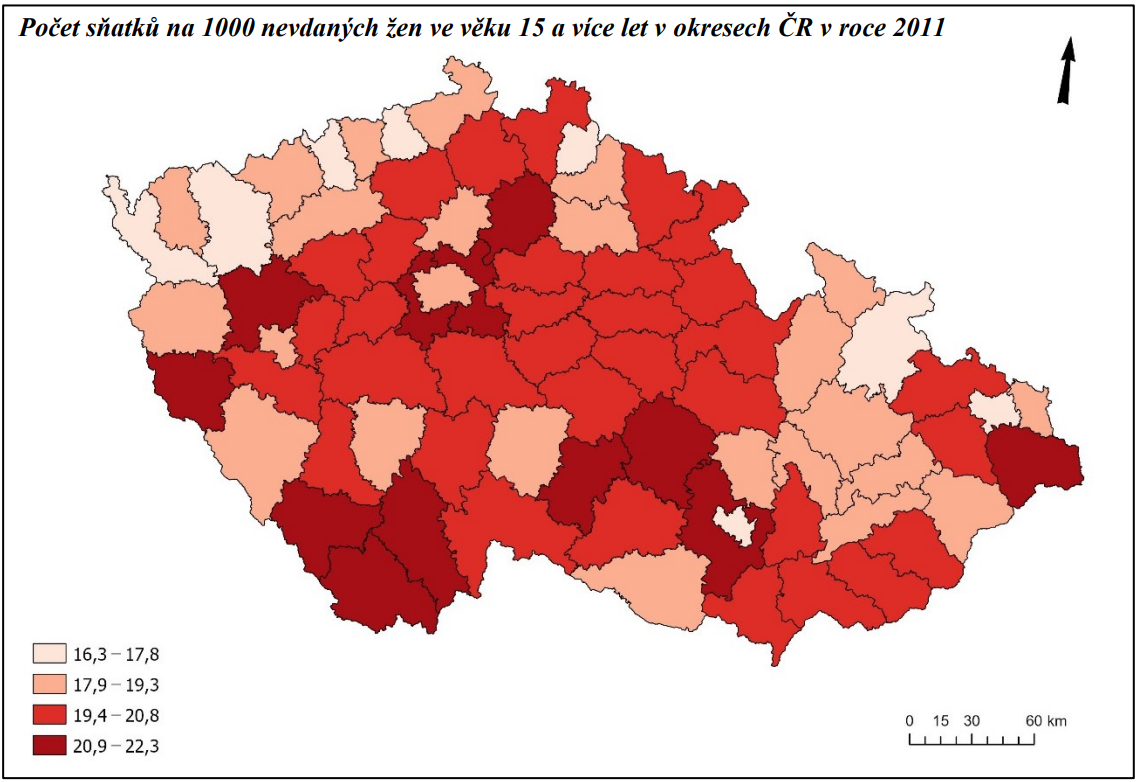 Počet sňatků na 1000 nevdaných žen ve věku 15 a více let v okresech ČR v roce 2011
16,3 – 17,8
17,9 – 19,3
19,4 – 20,8
20,9 – 22,3
0 15 30 60 km